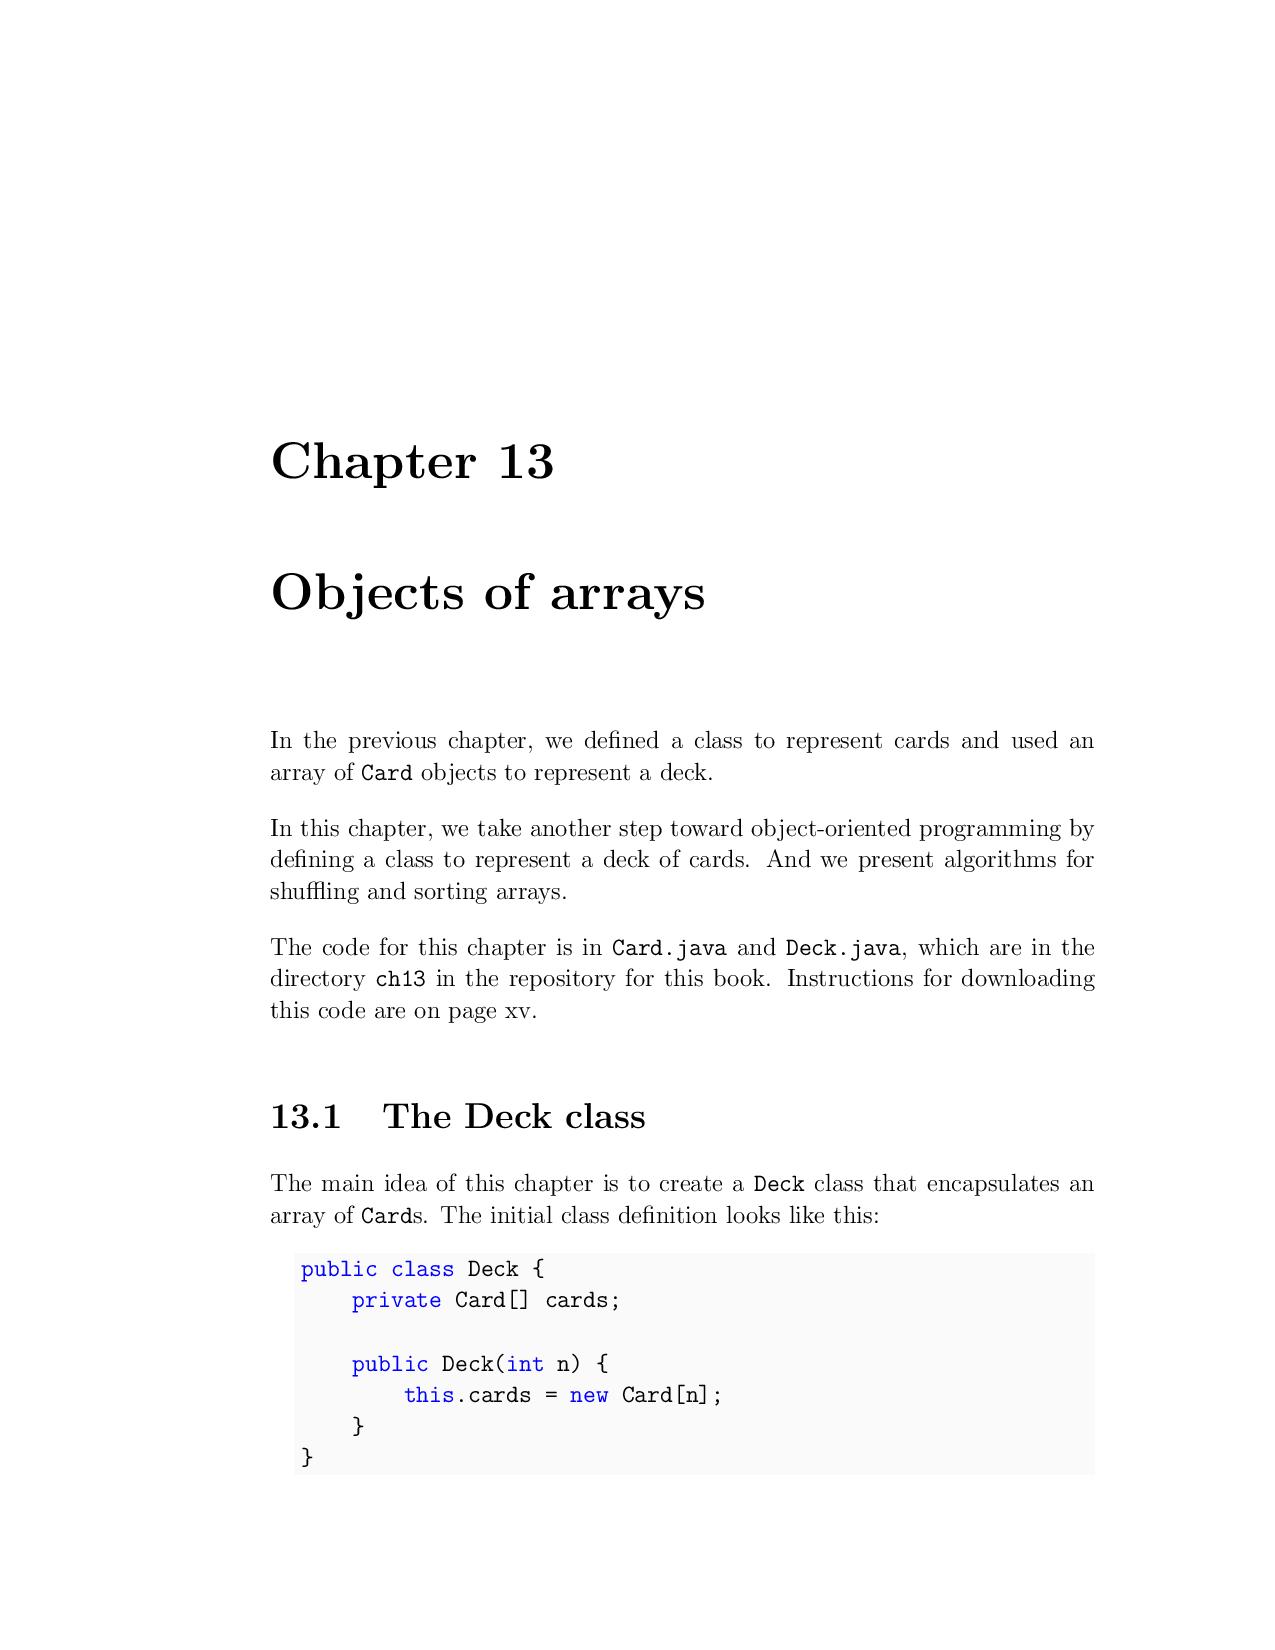 Chapter 13
Objects of arrays
In the previous chapter, we defined a class to represent cards and used an
array of Card objects to represent a deck.
In this chapter, we take another step toward object-oriented programming by
defining a class to represent a deck of cards. And we present algorithms for
shuffling and sorting arrays.
The code for this chapter is in Card.java and Deck.java, which are in the
directory ch13 in the repository for this book. Instructions for downloading
this code are on page xv.
13.1 The Deck class
The main idea of this chapter is to create a Deck class that encapsulates an
array of Cards. The initial class definition looks like this:
public class Deck {
    private Card[] cards;

    public Deck(int n) {
        this.cards = new Card[n];
    }
}